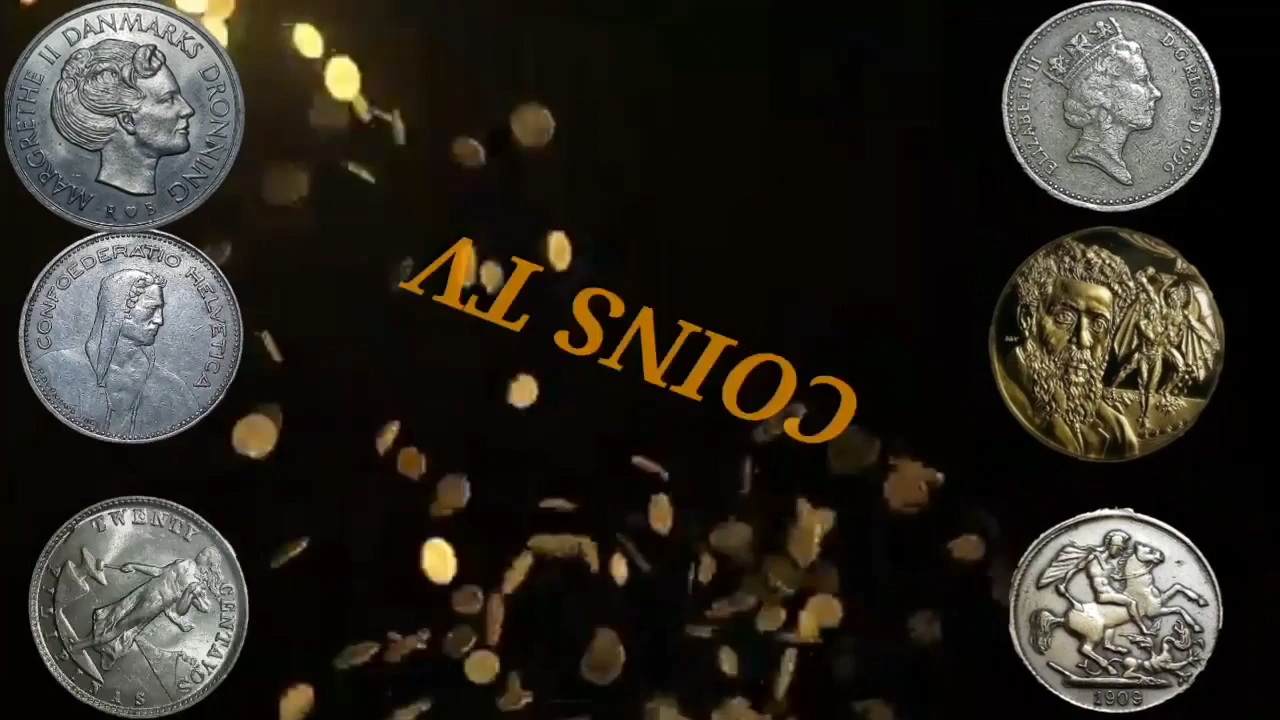 MARGRETHE II DANMARKS DRONNING
R ♥ B
ELIZABETH II D·G·REG·F·D·1996
CONFOEDERATIO HELVETICA
COINS TV
TWENTY CENTAVOS
1909